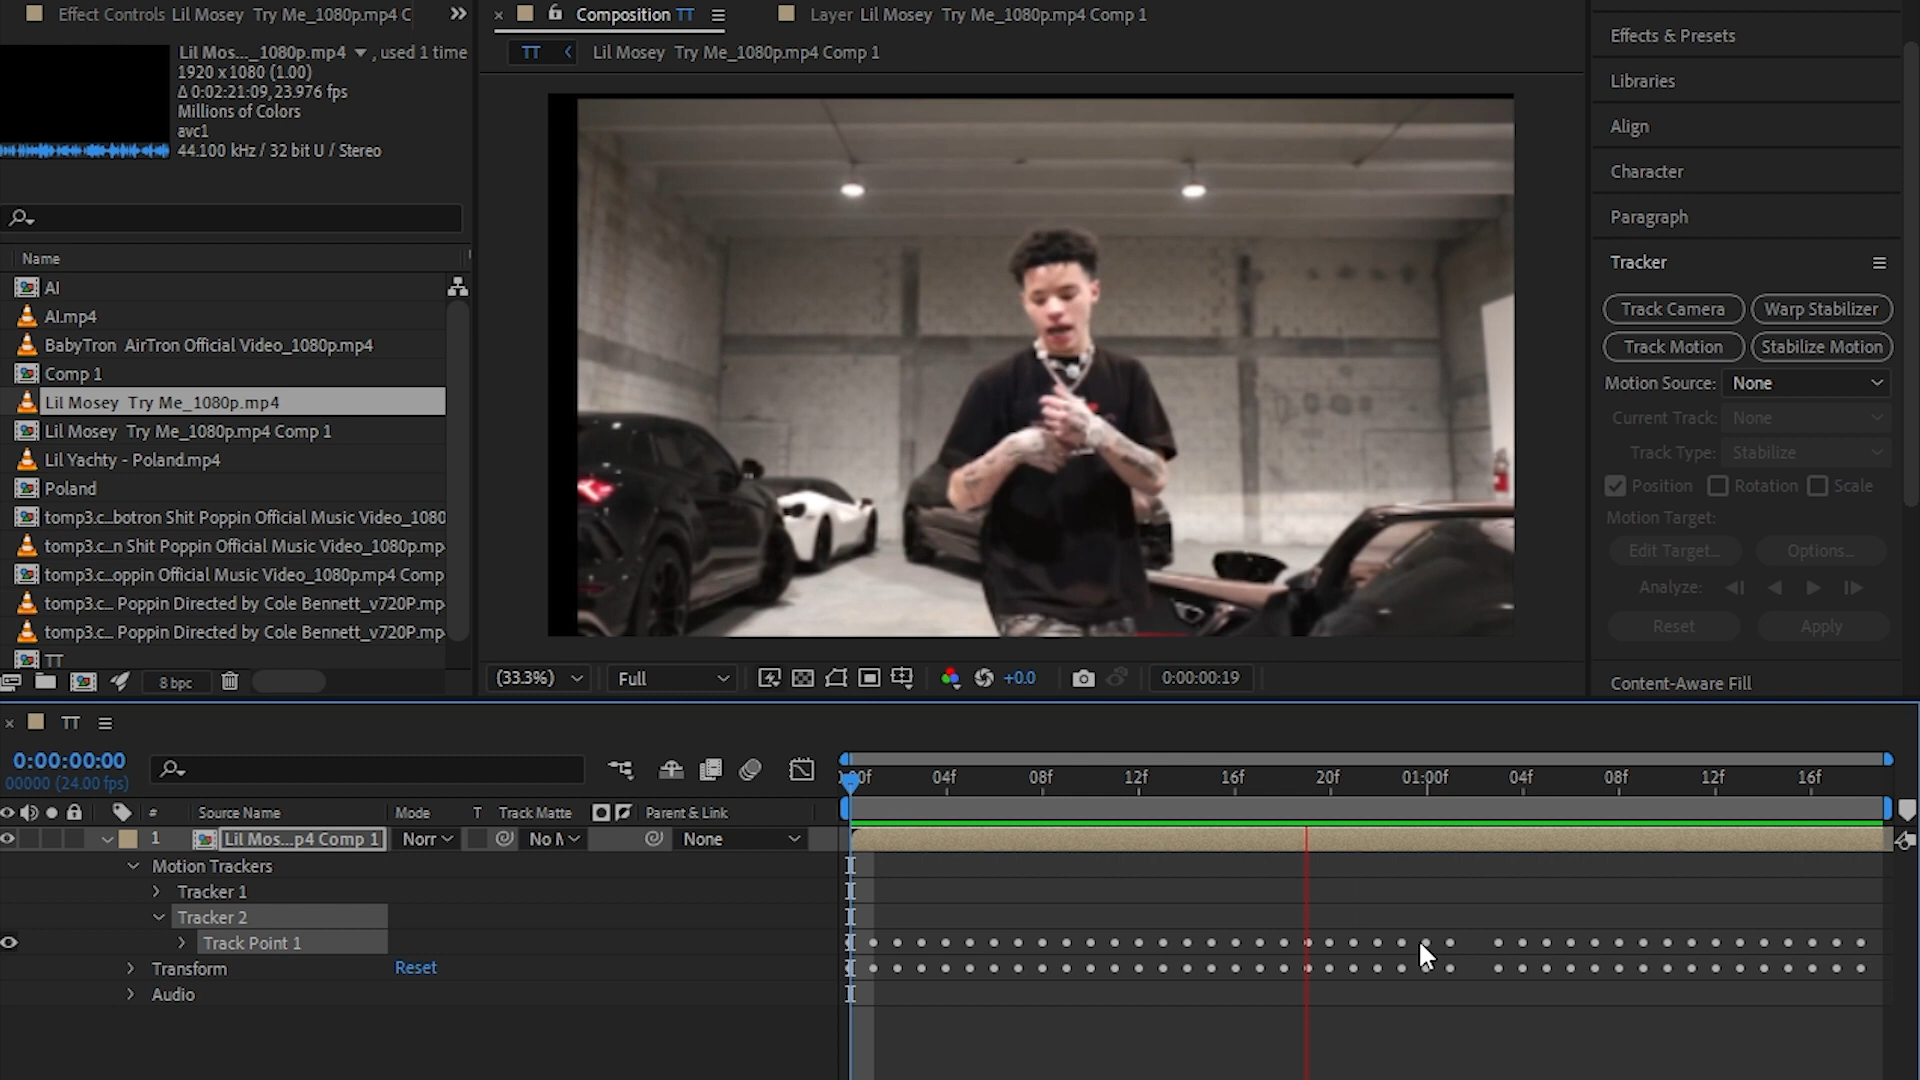 Effect Controls Lil Mosey Try Me_1080p.mp4 C
Composition TT
Layer Lil Mosey Try Me_1080p.mp4 Comp 1
TT
Lil Mosey Try Me_1080p.mp4 Comp 1
Lil Mos..._1080p.mp4 , used 1 time
1920 x 1080 (1.00)
Δ 0:02:21:09, 23.976 fps
Millions of Colors
avc1
44.100 kHz / 32 bit U / Stereo
Name
AI
AI.mp4
BabyTron AirTron Official Video_1080p.mp4
Comp 1
Lil Mosey Try Me_1080p.mp4
Lil Mosey Try Me_1080p.mp4 Comp 1
Lil Yachty - Poland.mp4
Poland
tomp3.c...botron Shit Poppin Official Music Video_1080
tomp3.c...n Shit Poppin Official Music Video_1080p.mp
tomp3.c...oppin Official Music Video_1080p.mp4 Comp
tomp3.c... Poppin Directed by Cole Bennett_v720P.mp
tomp3.c... Poppin Directed by Cole Bennett_v720P.mp
TT
8 bpc
(33.3%)
Full
+0.0
0:00:00:19
Effects & Presets
Libraries
Align
Character
Paragraph
Tracker
Track Camera
Warp Stabilizer
Track Motion
Stabilize Motion
Motion Source: None
Current Track: None
Track Type: Stabilize
Position
Rotation
Scale
Motion Target:
Edit Target...
Options...
Analyze:
Reset
Apply
Content-Aware Fill
TT
0:00:00:00
00000 (24.00 fps)
00f 04f 08f 12f 16f 20f 01:00f 04f 08f 12f 16f
# Source Name Mode T Track Matte Parent & Link
1 Lil Mos...p4 Comp 1 Norr No M None
Motion Trackers
Tracker 1
Tracker 2
Track Point 1
Transform Reset
Audio